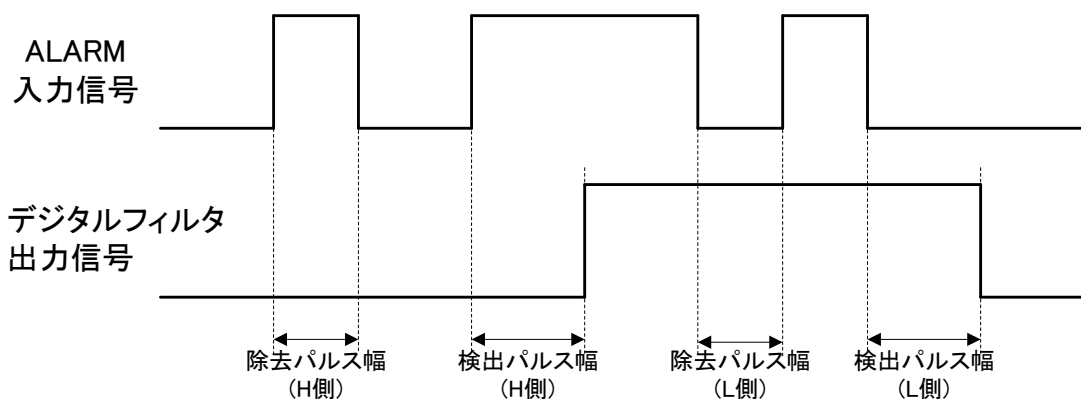 ALARM
入力信号
デジタルフィルタ
出力信号
除去パルス幅
(H側)
検出パルス幅
(H側)
除去パルス幅
(L側)
検出パルス幅
(L側)